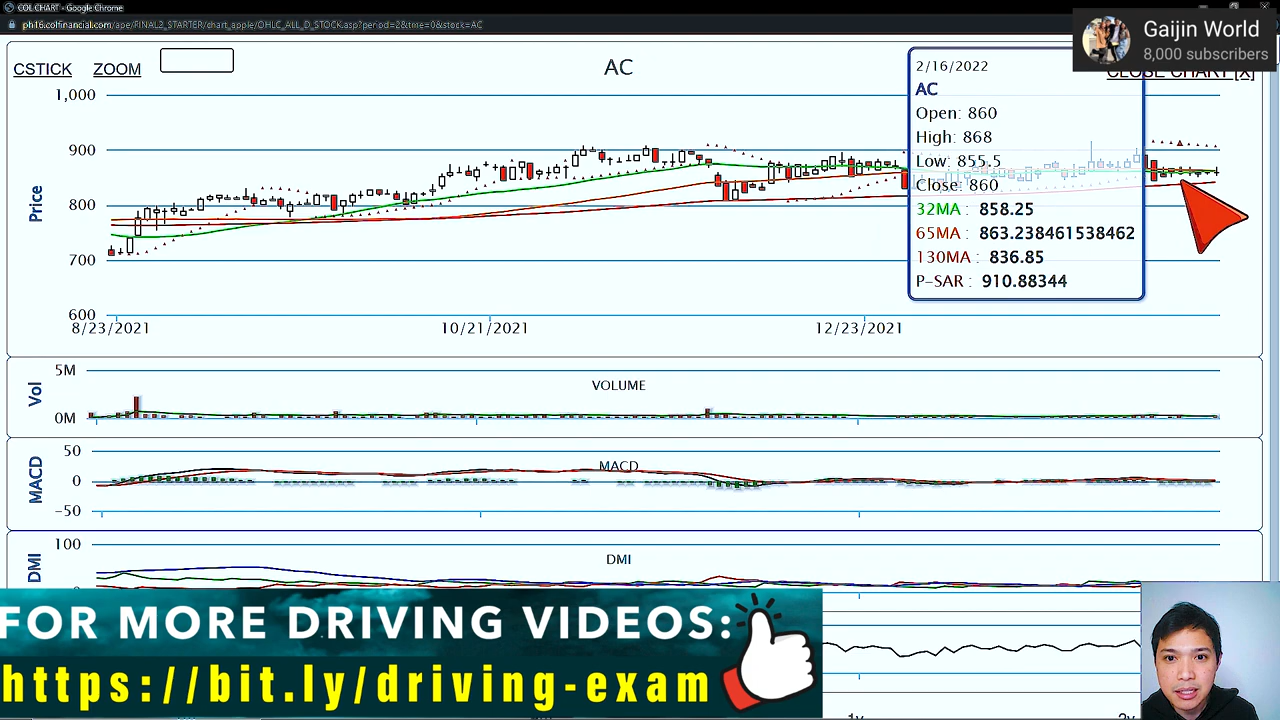 COL CHART - Google Chrome
ph16.colfinancial.com/ape/FINAL2_STARTER/chart_apple/OHLC_ALL_D_STOCK.asp?period=2&tme=0&stock=AC
Gaijin World
8,000 subscribers
CSTICK ZOOM
AC
CLOSE CHART [X]
1,000
900
800
700
600
Price
8/23/2021 10/21/2021 12/23/2021
2/16/2022
AC
Open: 860
High: 868
Low: 855.5
Close: 860
32MA : 858.25
65MA : 863.238461538462
130MA : 836.85
P-SAR : 910.88344
Vol
5M
0M
VOLUME
MACD
50
0
-50
MACD
DMI
100
DMI
FOR MORE DRIVING VIDEOS:
https://bit.ly/driving-exam
1y 2y